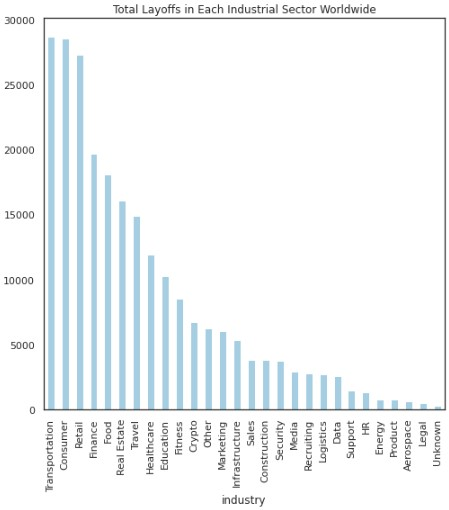 Total Layoffs in Each Industrial Sector Worldwide
30000
25000
20000
15000
10000
5000
0
Transportation
Consumer
Retail
Finance
Food
Real Estate
Travel
Healthcare
Education
Fitness
Crypto
Other
Marketing
Infrastructure
Sales
Construction
Security
Media
Recruiting
Logistics
Data
Support
HR
Energy
Product
Aerospace
Legal
Unknown
industry